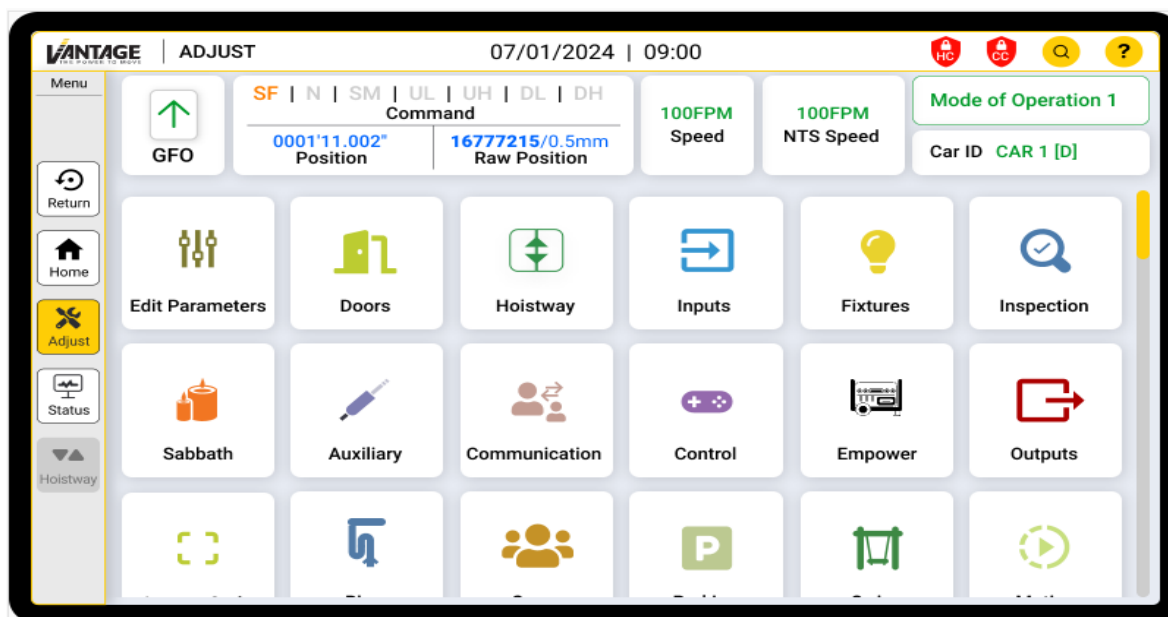 VANTAGE
THE POWER TO MOVE
ADJUST
07/01/2024 | 09:00
HC
CC
?
Menu
Return
Home
Adjust
Status
Hoistway
GFO
SF | N | SM | UL | UH | DL | DH
Command
0001'11.002"
Position
16777215/0.5mm
Raw Position
100FPM
Speed
100FPM
NTS Speed
Mode of Operation 1
Car ID CAR 1 [D]
Edit Parameters
Doors
Hoistway
Inputs
Fixtures
Inspection
Sabbath
Auxiliary
Communication
Control
Empower
Outputs
P